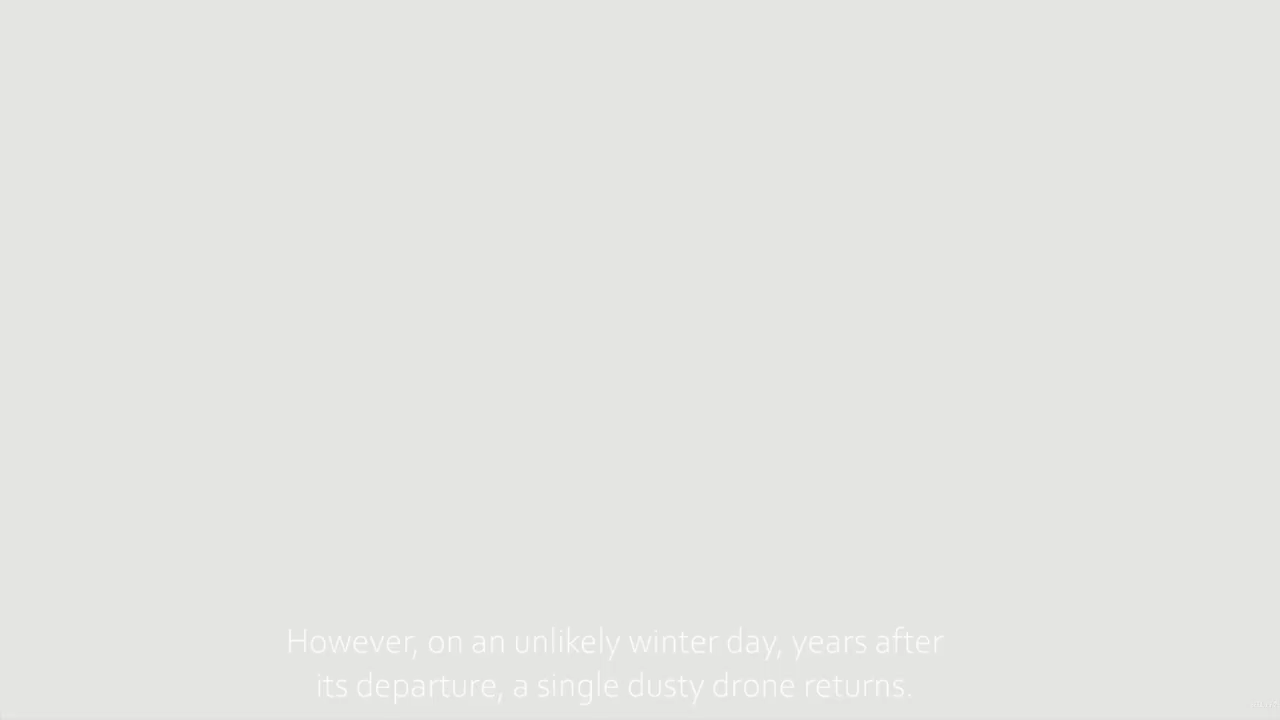 However, on an unlikely winter day, years after
its departure, a single dusty drone returns.